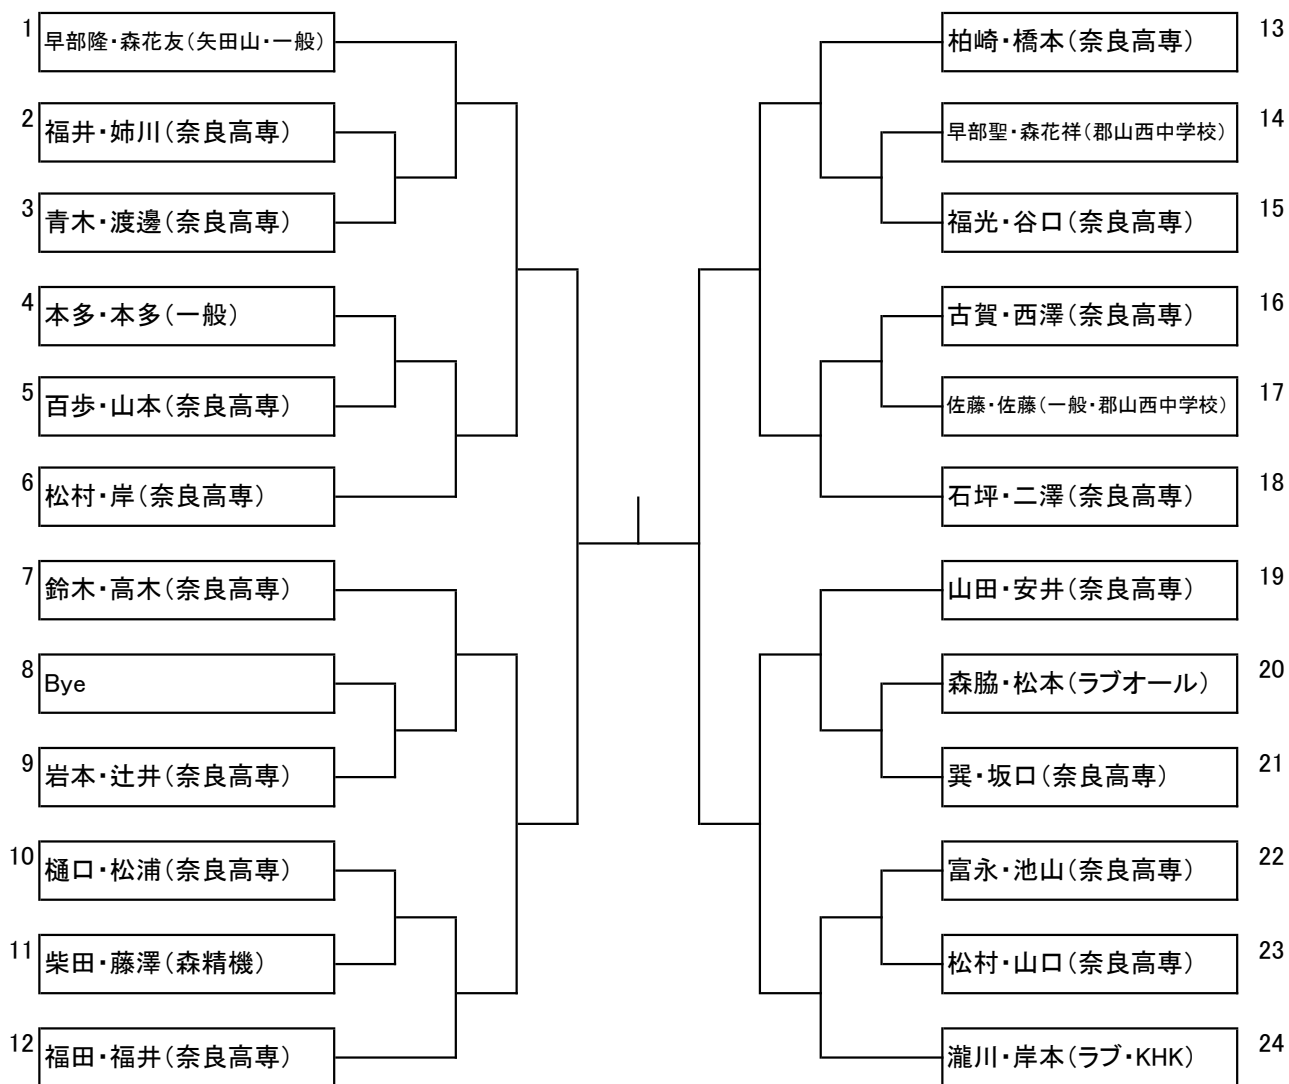 1 早部隆・森花友(矢田山・一般)
2 福井・姉川(奈良高専)
3 青木・渡邊(奈良高専)
4 本多・本多(一般)
5 百歩・山本(奈良高専)
6 松村・岸(奈良高専)
7 鈴木・高木(奈良高専)
8 Bye
9 岩本・辻井(奈良高専)
10 樋口・松浦(奈良高専)
11 柴田・藤澤(森精機)
12 福田・福井(奈良高専)
柏崎・橋本(奈良高専) 13
早部聖・森花祥(郡山西中学校) 14
福光・谷口(奈良高専) 15
古賀・西澤(奈良高専) 16
佐藤・佐藤(一般・郡山西中学校) 17
石坪・二澤(奈良高専) 18
山田・安井(奈良高専) 19
森脇・松本(ラブオール) 20
巽・坂口(奈良高専) 21
富永・池山(奈良高専) 22
松村・山口(奈良高専) 23
瀧川・岸本(ラブ・KHK) 24